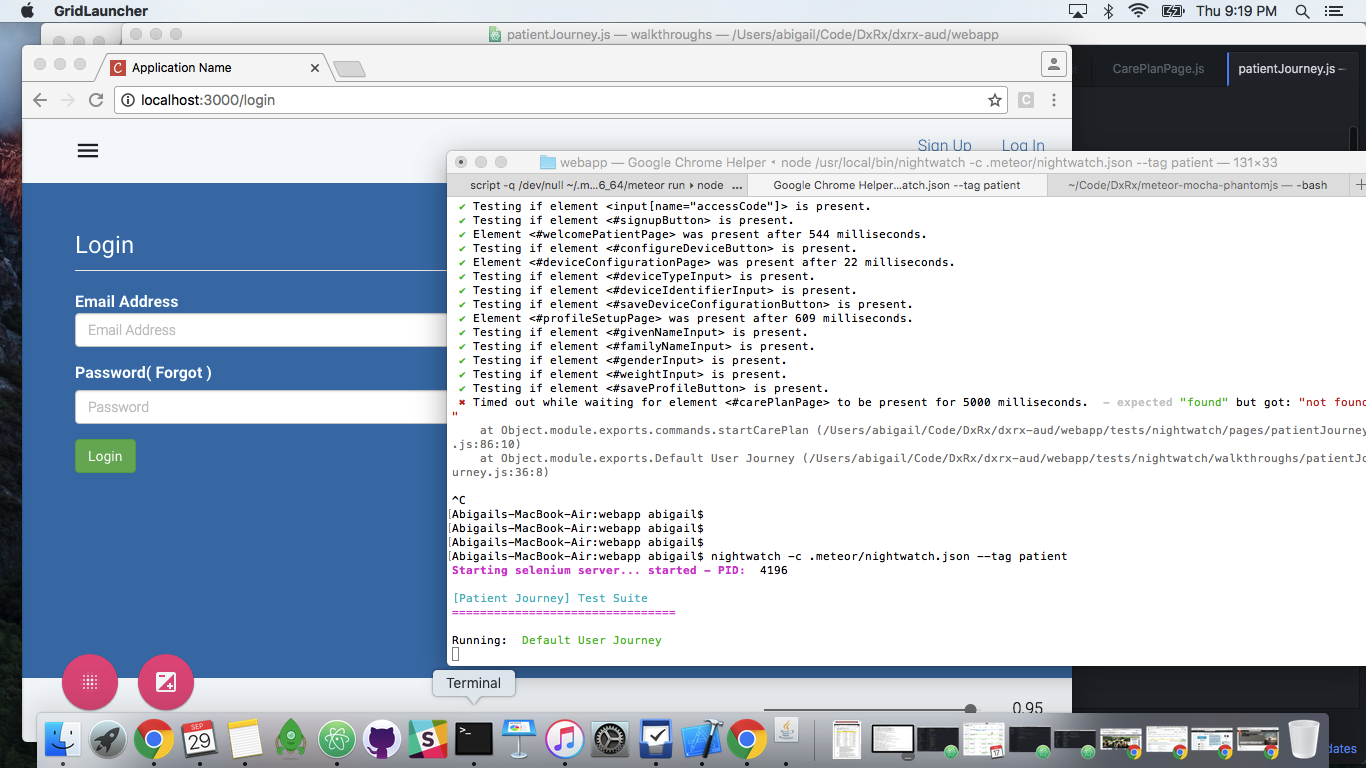 GridLauncher
Thu 9:19 PM
patientJourney.js — walkthroughs — /Users/abigail/Code/DxRx/dxrx-aud/webapp
Application Name
CarePlanPage.js
patientJourney.js —
localhost:3000/login
Sign Up
Log In
Login
Email Address
Email Address
Password( Forgot )
Password
Login
webapp — Google Chrome Helper • node /usr/local/bin/nightwatch -c .meteor/nightwatch.json --tag patient — 131×33
script -q /dev/null ~/.m...6_64/meteor run ▸ node ...
Google Chrome Helper...atch.json --tag patient
~/Code/DxRx/meteor-mocha-phantomjs — -bash
✔ Testing if element <input[name="accessCode"]> is present.
✔ Testing if element <#signupButton> is present.
✔ Element <#welcomePatientPage> was present after 544 milliseconds.
✔ Testing if element <#configureDeviceButton> is present.
✔ Element <#deviceConfigurationPage> was present after 22 milliseconds.
✔ Testing if element <#deviceTypeInput> is present.
✔ Testing if element <#deviceIdentifierInput> is present.
✔ Testing if element <#saveDeviceConfigurationButton> is present.
✔ Element <#profileSetupPage> was present after 609 milliseconds.
✔ Testing if element <#givenNameInput> is present.
✔ Testing if element <#familyNameInput> is present.
✔ Testing if element <#genderInput> is present.
✔ Testing if element <#weightInput> is present.
✔ Testing if element <#saveProfileButton> is present.
✖ Timed out while waiting for element <#carePlanPage> to be present for 5000 milliseconds.  - expected "found" but got: "not found
"
at Object.module.exports.commands.startCarePlan (/Users/abigail/Code/DxRx/dxrx-aud/webapp/tests/nightwatch/pages/patientJourney
.js:86:10)
at Object.module.exports.Default User Journey (/Users/abigail/Code/DxRx/dxrx-aud/webapp/tests/nightwatch/walkthroughs/patientJo
urney.js:36:8)
^C
Abigails-MacBook-Air:webapp abigail$
Abigails-MacBook-Air:webapp abigail$
Abigails-MacBook-Air:webapp abigail$
Abigails-MacBook-Air:webapp abigail$ nightwatch -c .meteor/nightwatch.json --tag patient
Starting selenium server... started - PID:  4196
[Patient Journey] Test Suite
================================
Running:  Default User Journey
Terminal
0.95
SEP
29
17
dates